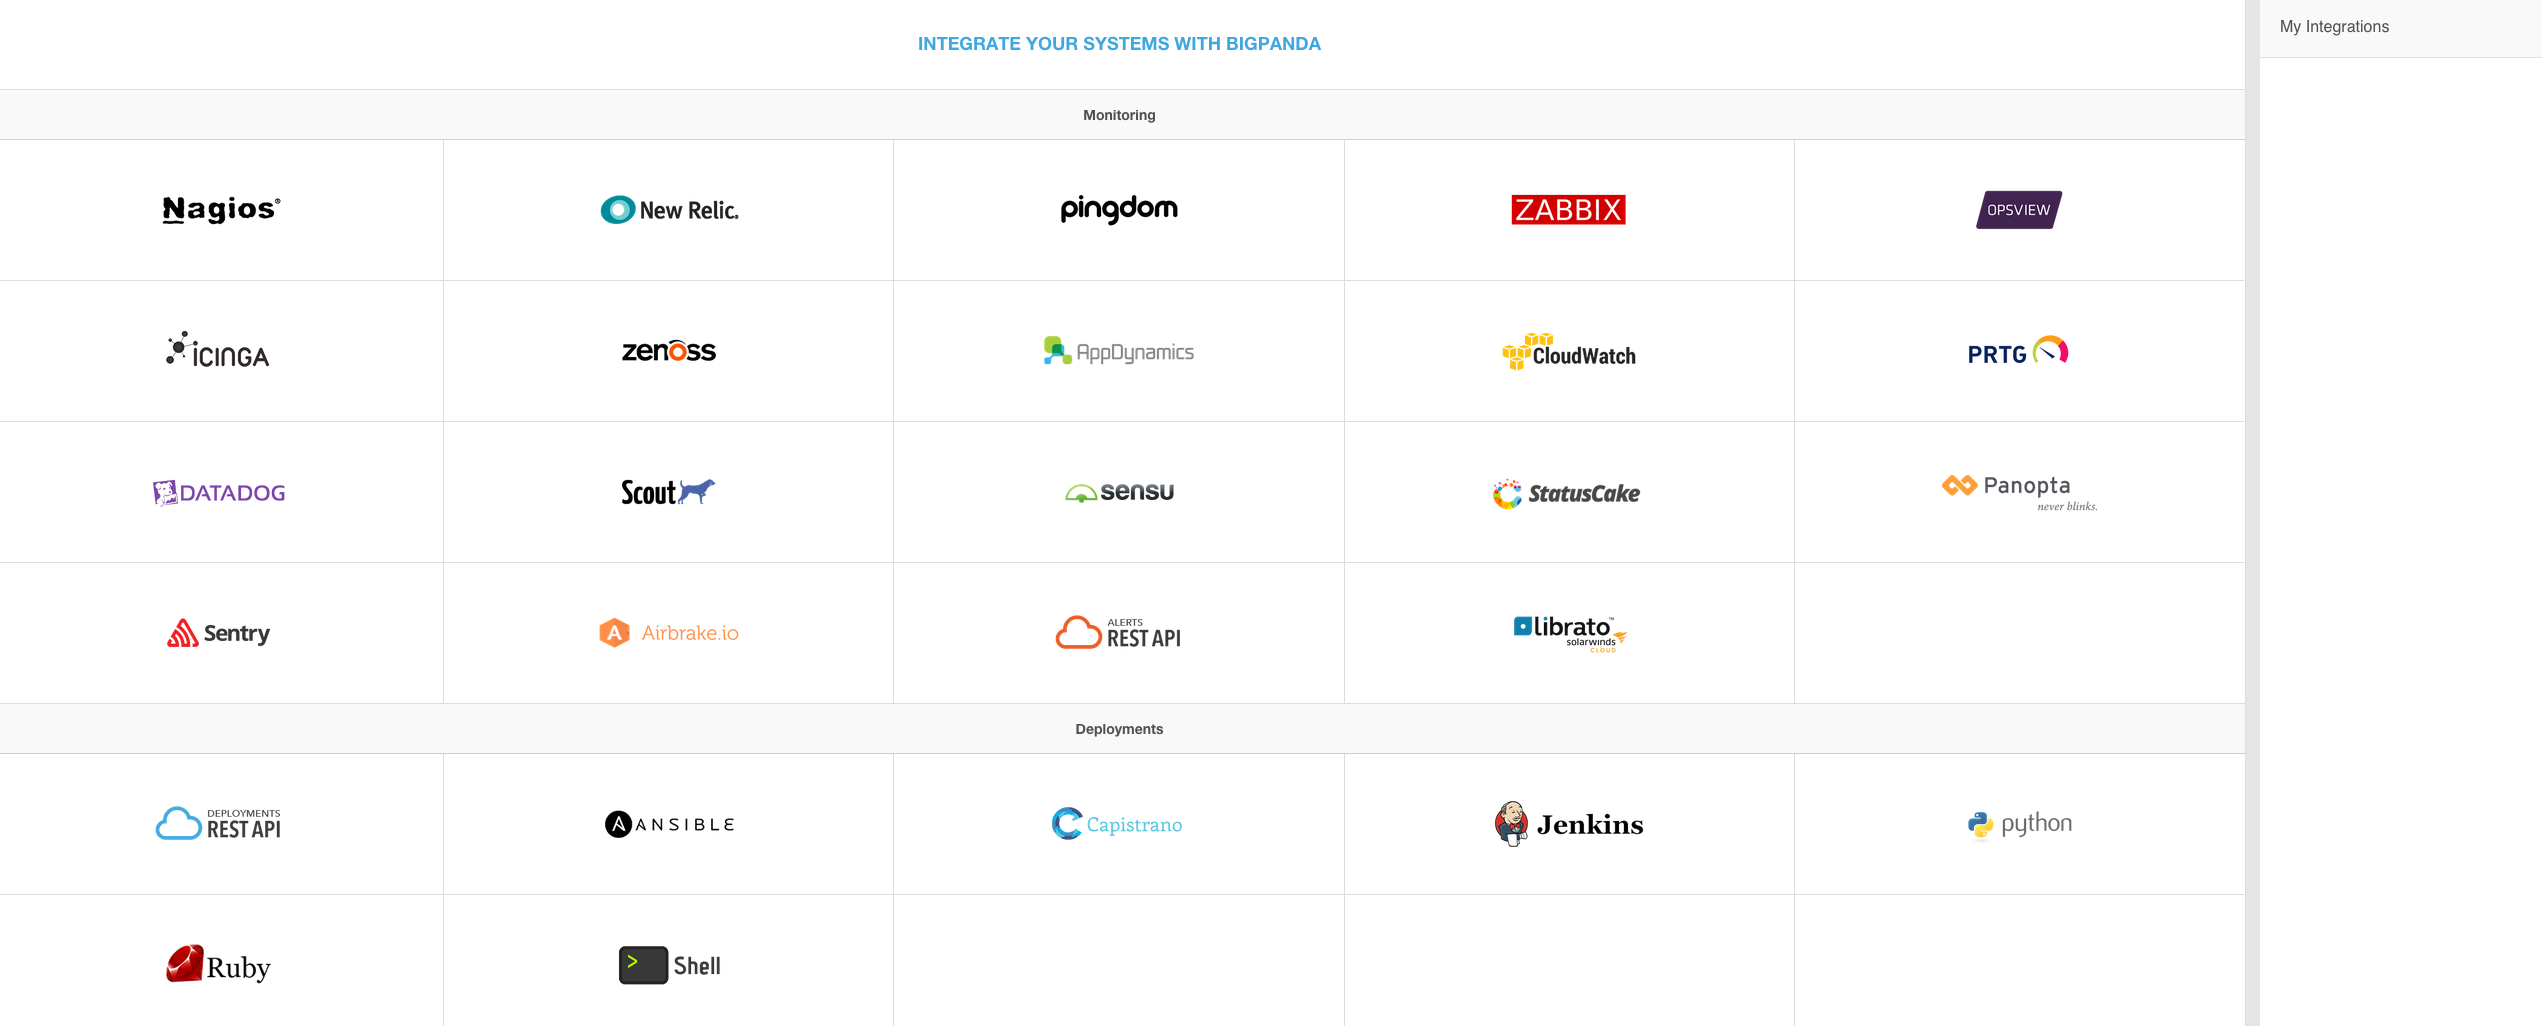 INTEGRATE YOUR SYSTEMS WITH BIGPANDA
My Integrations
Monitoring
Nagios®
New Relic.
pingdom
ZABBIX
OPSVIEW
ICINGA
zenoss
AppDynamics
CloudWatch
PRTG
DATADOG
Scout
sensu
StatusCake
Panopta
never blinks.
Sentry
A Airbrake.io
ALERTS
REST API
librato™
solarwinds
CLOUD
Deployments
DEPLOYMENTS
REST API
A ANSIBLE
Capistrano
Jenkins
python
Ruby
> Shell